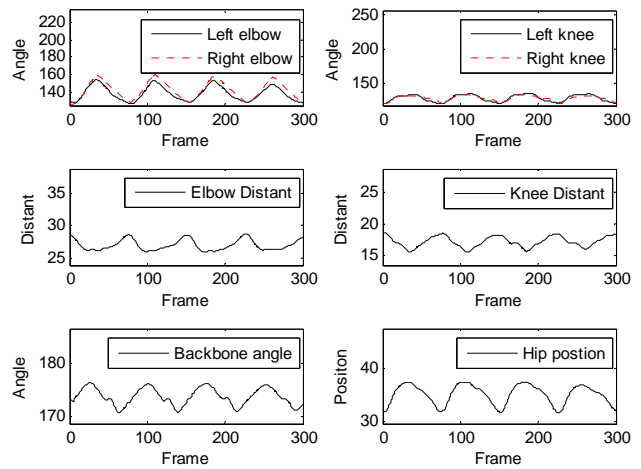 220
200
180
160
140
Angle
Left elbow
Right elbow
0 100 200 300
Frame
250
200
150
Angle
Left knee
Right knee
0 100 200 300
Frame
35
30
25
Distant
Elbow Distant
0 100 200 300
Frame
25
20
15
Distant
Knee Distant
0 100 200 300
Frame
180
170
Angle
Backbone angle
0 100 200 300
Frame
40
30
Positon
Hip postion
0 100 200 300
Frame